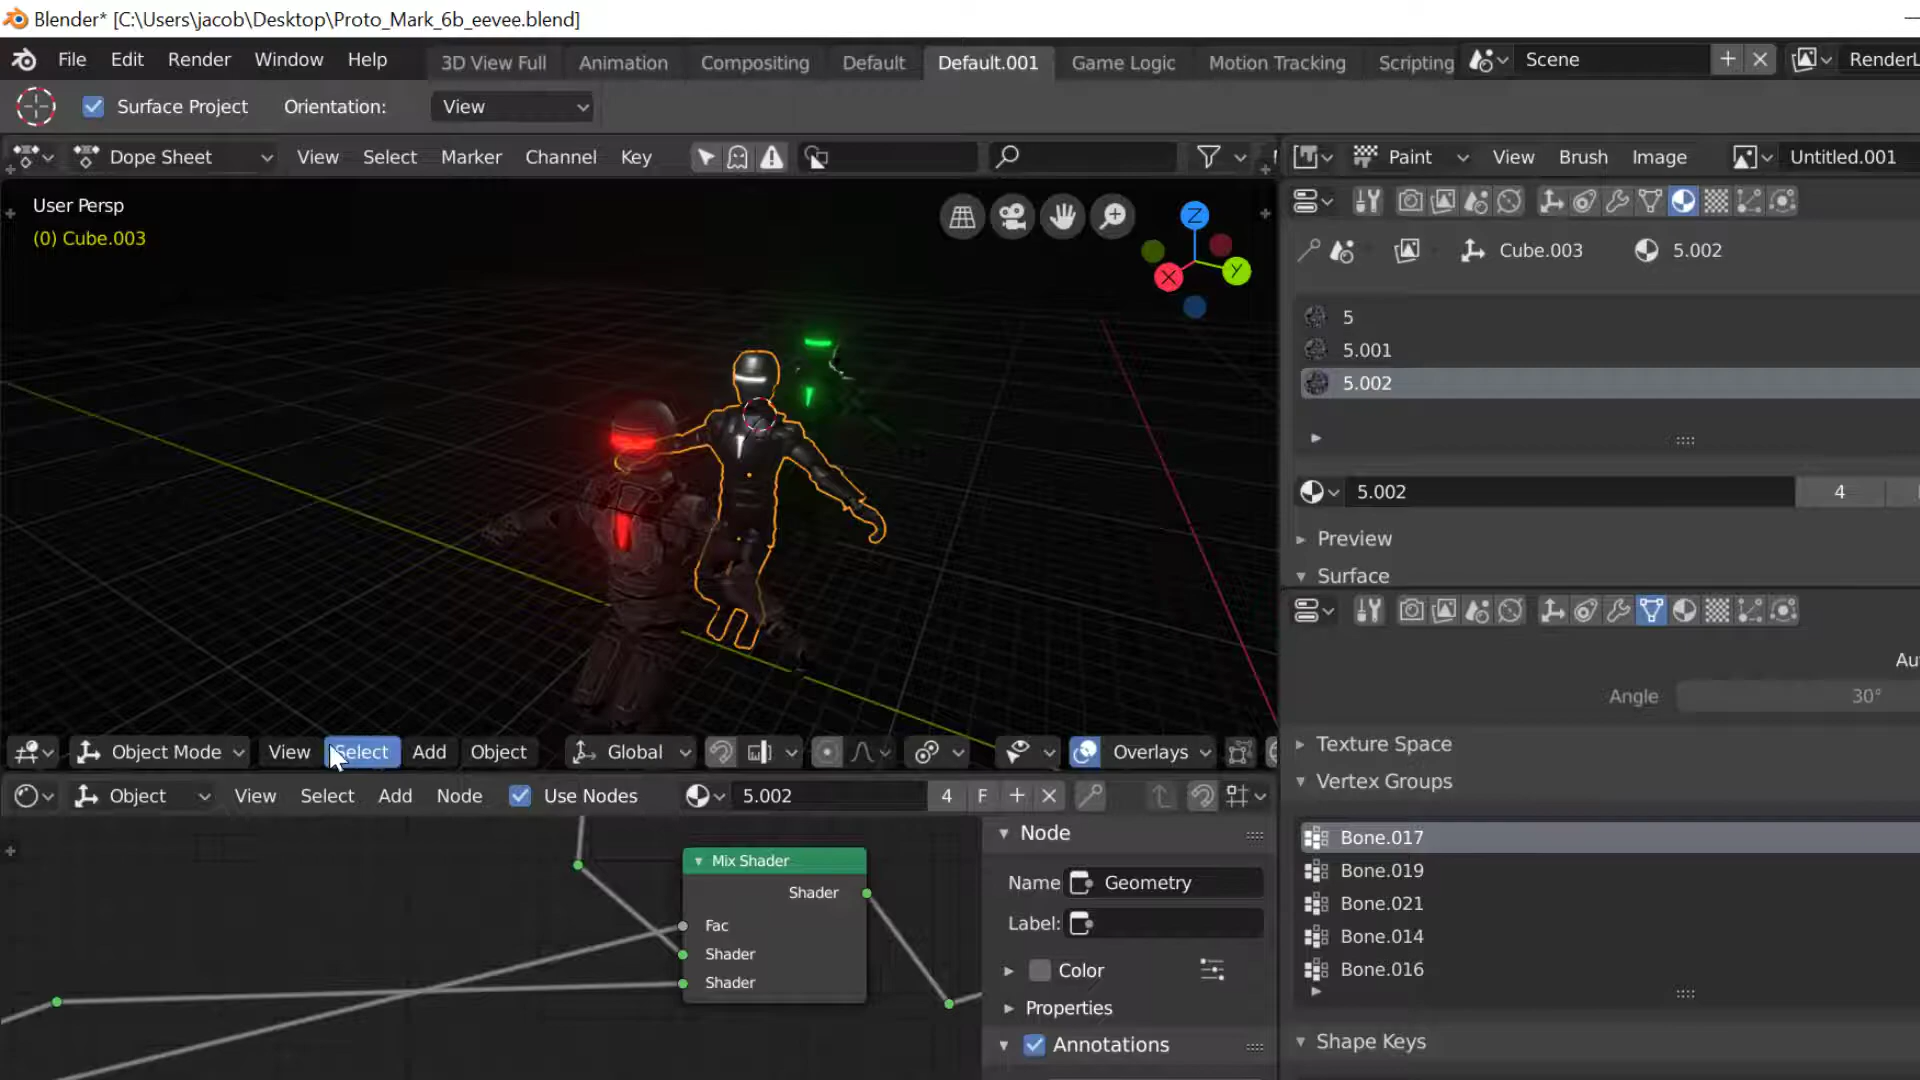 Blender* [C:\Users\jacob\Desktop\Proto_Mark_6b_eevee.blend]
File Edit Render Window Help 3D View Full Animation Compositing Default Default.001 Game Logic Motion Tracking Scripting Scene RenderL
Surface Project Orientation: View
Dope Sheet View Select Marker Channel Key Paint View Brush Image Untitled.001
User Persp
(0) Cube.003
Z
Y
X
Cube.003 5.002
5
5.001
5.002
5.002 4
Preview
Surface
Au
Angle 30°
Object Mode View Select Add Object Global Overlays
Texture Space
Vertex Groups
Object View Select Add Node Use Nodes 5.002 4 F
Bone.017
Bone.019
Bone.021
Bone.014
Bone.016
Shape Keys
Mix Shader
Shader
Fac
Shader
Shader
Node
Name Geometry
Label:
Color
Properties
Annotations